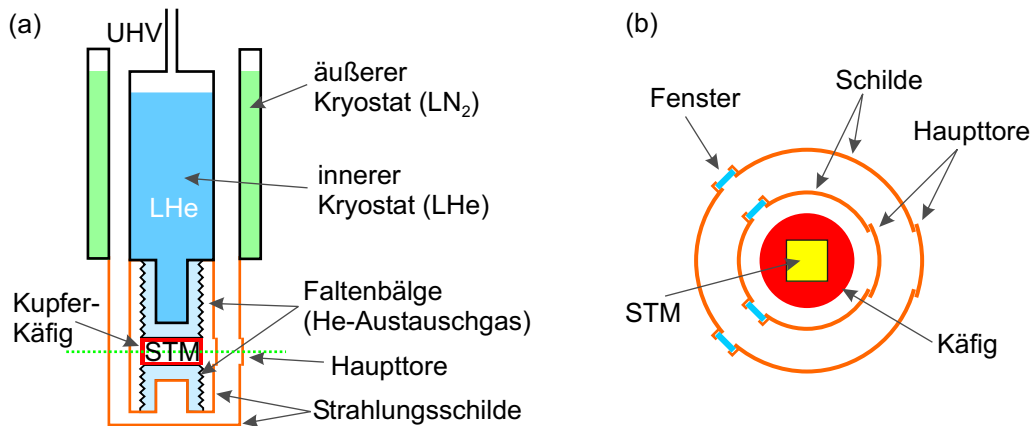 (a)
UHV
äußerer
Kryostat (LN₂)
innerer
Kryostat (LHe)
LHe
Kupfer-
Käfig
STM
Faltenbälge
(He-Austauschgas)
Haupttore
Strahlungsschilde
(b)
Schilde
Fenster
Haupttore
STM
Käfig